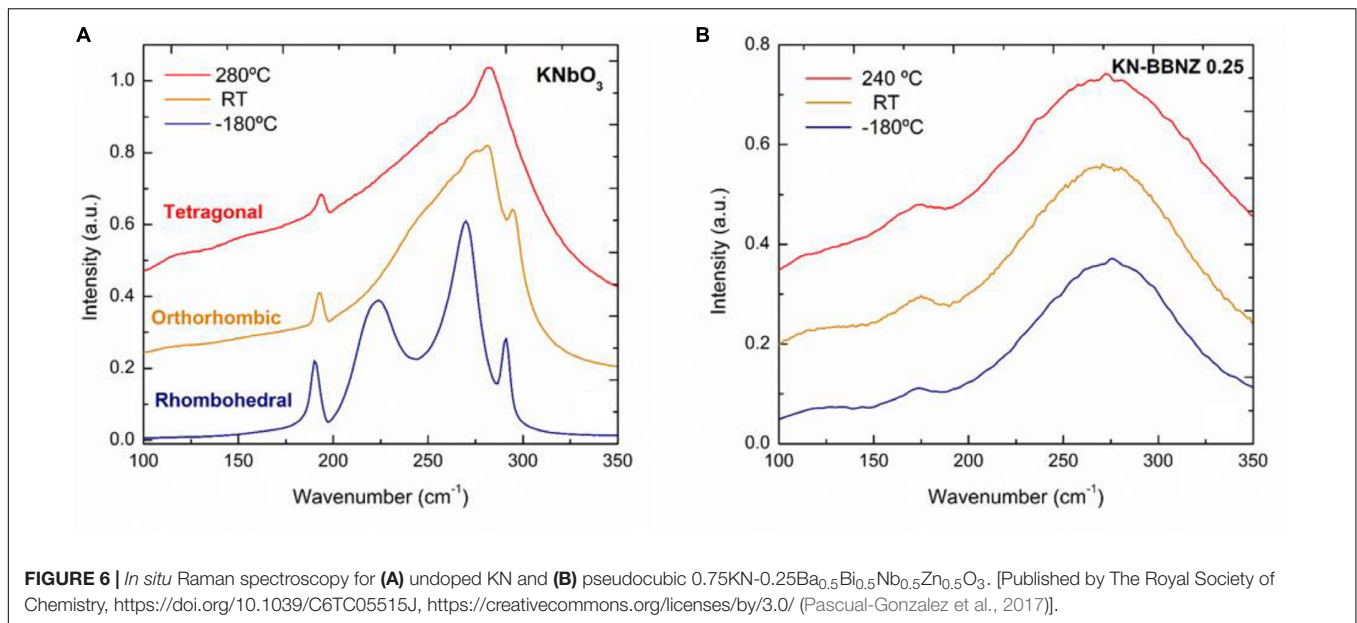 A
KNbO₃
280ºC
RT
-180ºC
Tetragonal
Orthorhombic
Rhombohedral
1.0
0.8
0.6
0.4
0.2
0.0
Intensity (a.u.)
100 150 200 250 300 350
Wavenumber (cm⁻¹)
B
KN-BBNZ 0.25
240 ºC
RT
-180ºC
0.8
0.6
0.4
0.2
0.0
Intensity (a.u.)
100 150 200 250 300 350
Wavenumber (cm⁻¹)
FIGURE 6 | In situ Raman spectroscopy for (A) undoped KN and (B) pseudocubic 0.75KN-0.25Ba₀.₅Bi₀.₅Nb₀.₅Zn₀.₅O₃. [Published by The Royal Society of
Chemistry, https://doi.org/10.1039/C6TC05515J, https://creativecommons.org/licenses/by/3.0/ (Pascual-Gonzalez et al., 2017)].